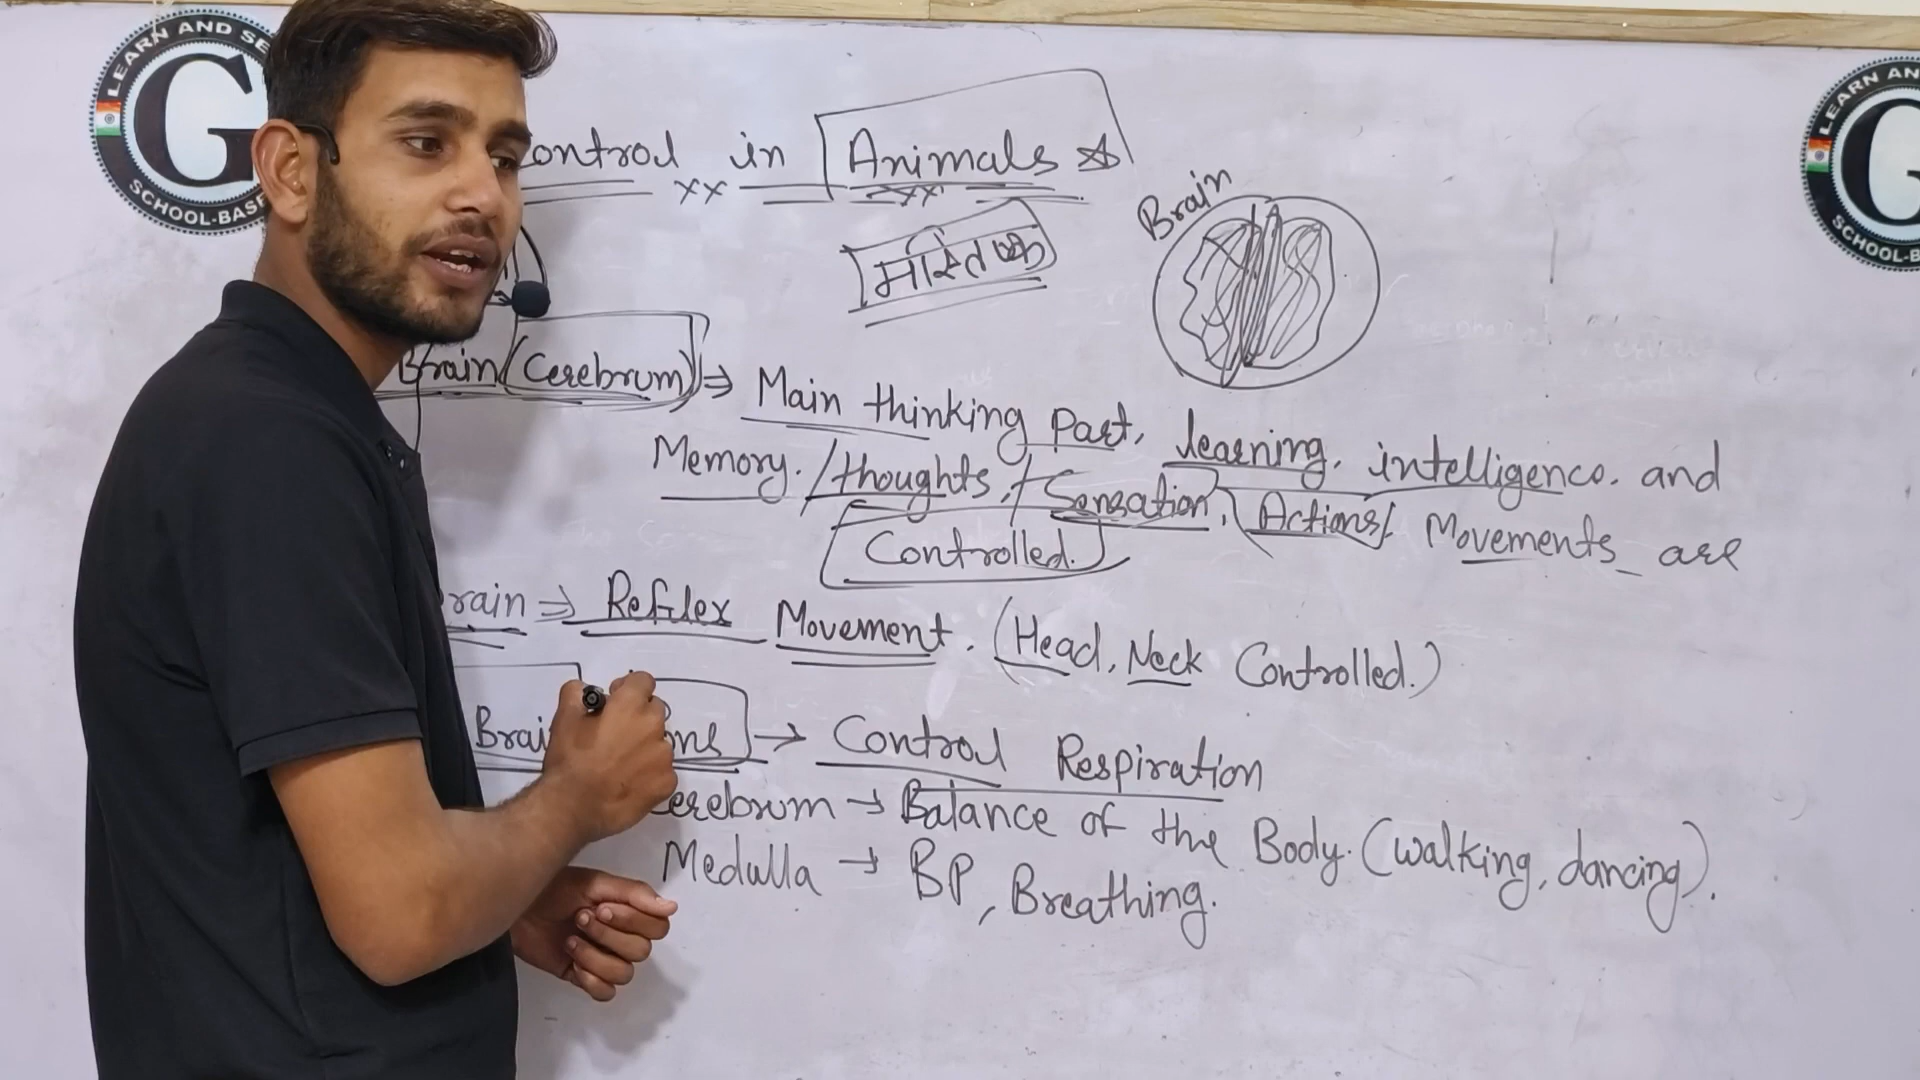 LEARN AND SE
G
SCHOOL-BASE
ontrol in Animals
LEARN AN
G
SCHOOL-B
Brain
मस्तिष्क
Brain (Cerebrum) ⇒ Main thinking Part, learning, intelligence. and
Memory. / thoughts, / Sensation, Actions/ Movements are
Controlled.
rain ⇒ Reflex Movement. (Head, Neck Controlled.)
Brai ons → Control Respiration
erebrum → Balance of the Body. (walking, dancing).
Medulla → BP, Breathing.